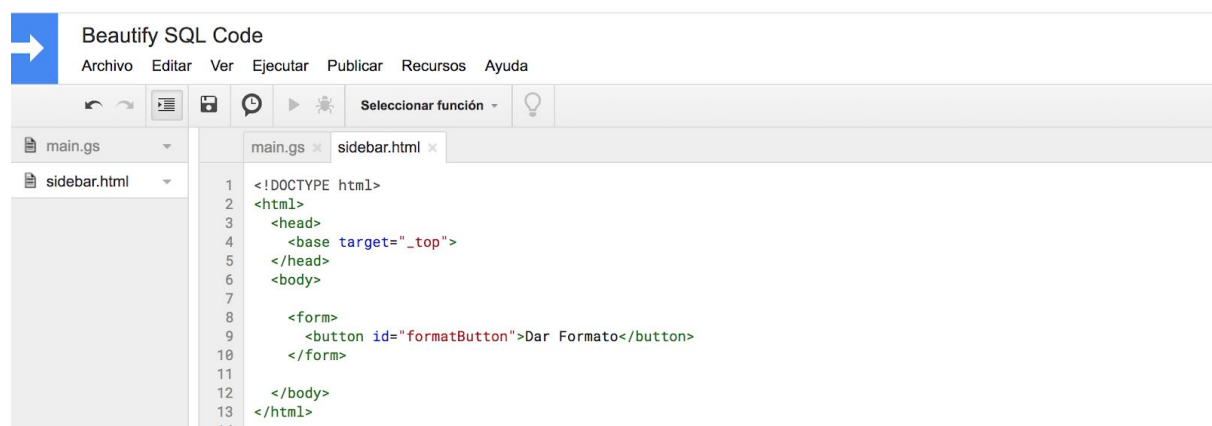 Beautify SQL Code
Archivo Editar Ver Ejecutar Publicar Recursos Ayuda
Seleccionar función
main.gs
sidebar.html
main.gs × sidebar.html ×
1 <!DOCTYPE html>
2 <html>
3 <head>
4 <base target="_top">
5 </head>
6 <body>
7
8 <form>
9 <button id="formatButton">Dar Formato</button>
10 </form>
11
12 </body>
13 </html>